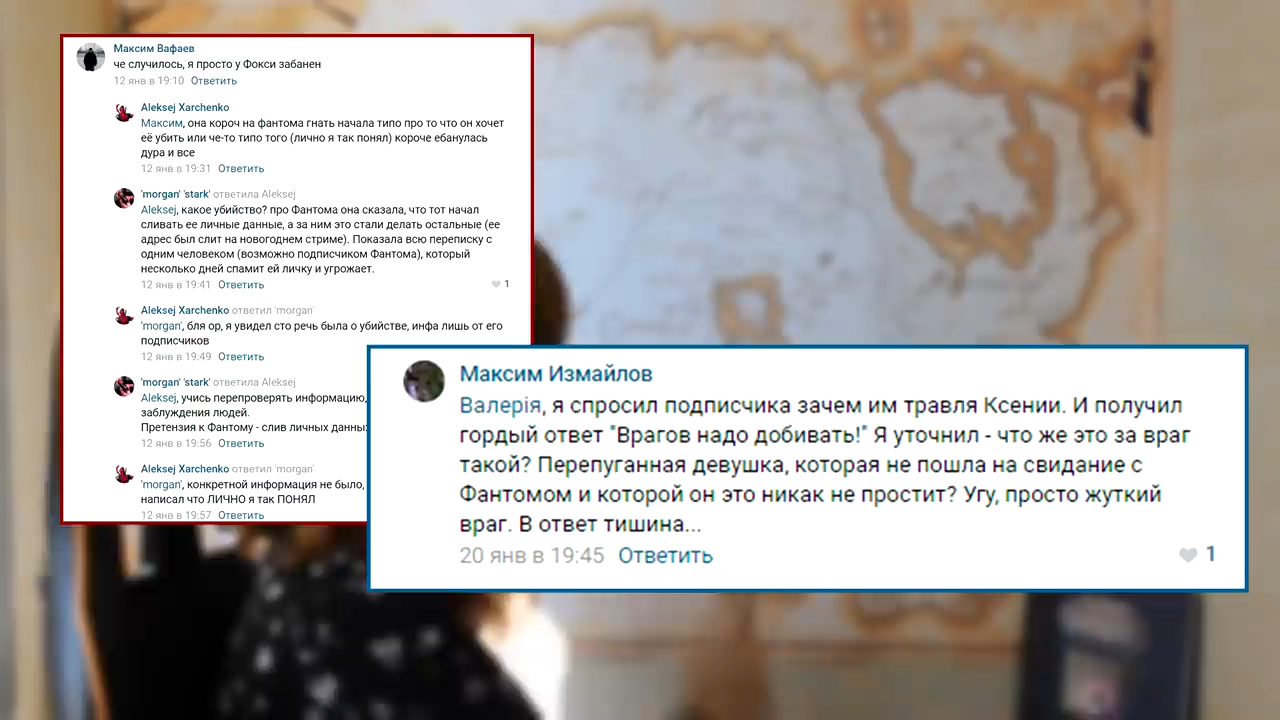 Максим Вафаев
че случилось, я просто у Фокси забанен
12 янв в 19:10 Ответить
Aleksej Xarchenko
Максим, она короч на фантома гнать начала типо про то что он хочет
её убить или че-то типо того (лично я так понял) короче ебанулась
дура и все
12 янв в 19:31 Ответить
'morgan' 'stark' ответила Aleksej
Aleksej, какое убийство? про Фантома она сказала, что тот начал
сливать ее личные данные, а за ним это стали делать остальные (ее
адрес был слит на новогоднем стриме). Показала всю переписку с
одним человеком (возможно подписчиком Фантома), который
несколько дней спамит ей личку и угрожает.
12 янв в 19:41 Ответить
1
Aleksej Xarchenko ответил 'morgan'
'morgan', бля ор, я увидел сто речь была о убийстве, инфа лишь от его
подписчиков
12 янв в 19:49 Ответить
'morgan' 'stark' ответила Aleksej
Aleksej, учись перепроверять информацию,
заблуждения людей.
Претензия к Фантому - слив личных данны
12 янв в 19:56 Ответить
Aleksej Xarchenko ответил 'morgan'
'morgan', конкретной информации не было,
написал что ЛИЧНО я так ПОНЯЛ
12 янв в 19:57 Ответить
Максим Измайлов
Валерія, я спросил подписчика зачем им травля Ксении. И получил
гордый ответ "Врагов надо добивать!" Я уточнил - что же это за враг
такой? Перепуганная девушка, которая не пошла на свидание с
Фантомом и которой он это никак не простит? Угу, просто жуткий
враг. В ответ тишина...
20 янв в 19:45 Ответить
1